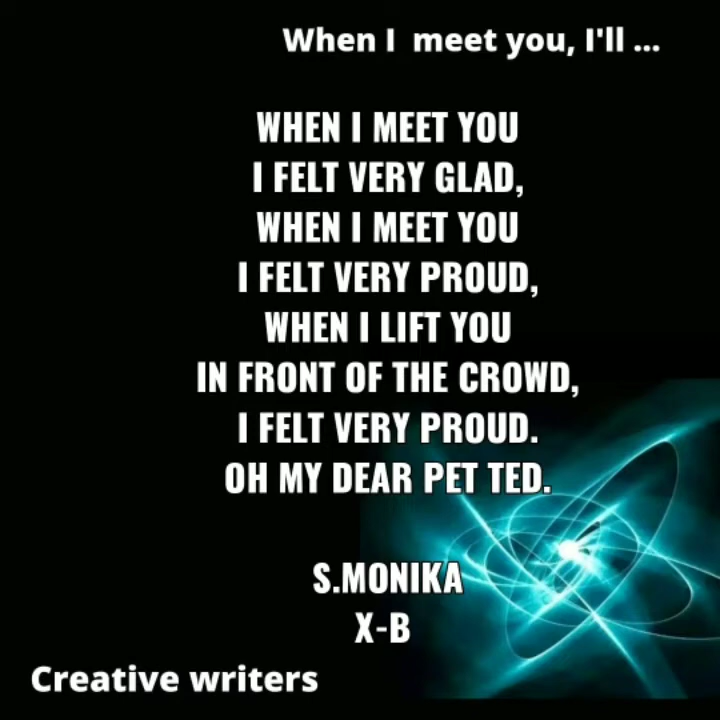 When I meet you, I'll ...
WHEN I MEET YOU
I FELT VERY GLAD,
WHEN I MEET YOU
I FELT VERY PROUD,
WHEN I LIFT YOU
IN FRONT OF THE CROWD,
I FELT VERY PROUD.
OH MY DEAR PET TED.
S.MONIKA
X-B
Creative writers